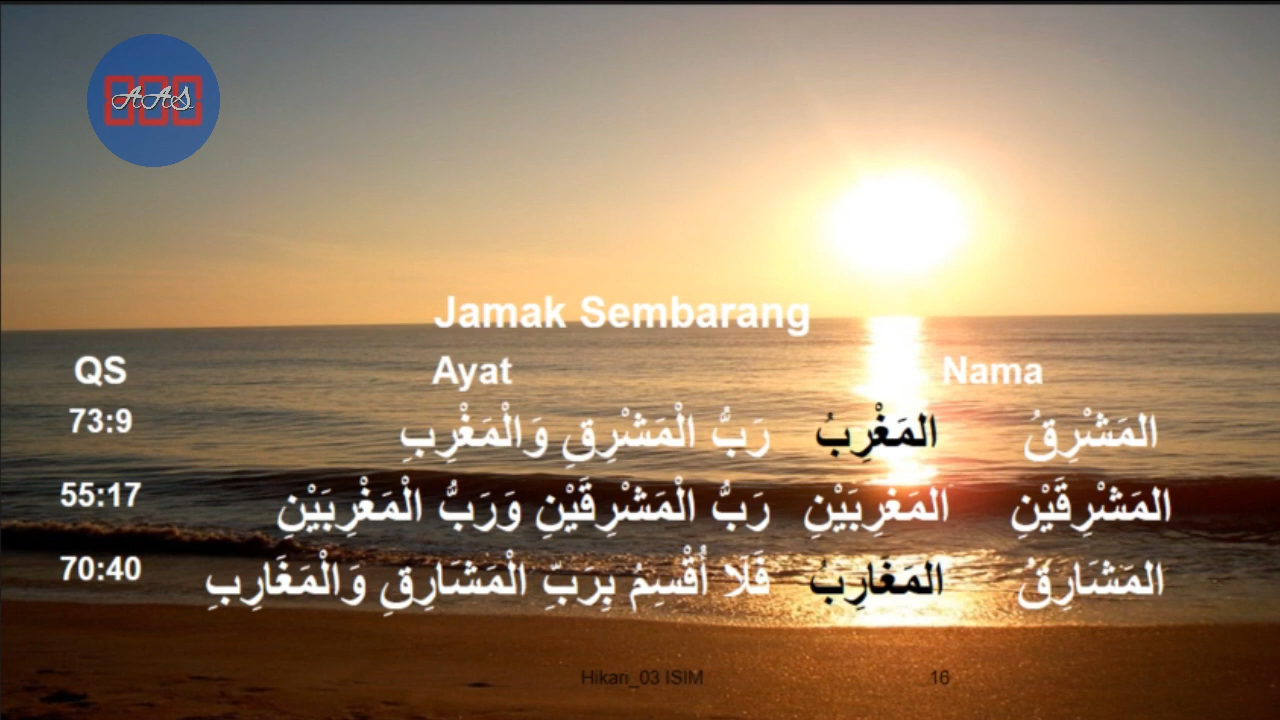 AAS
Jamak Sembarang
QS Ayat Nama
73:9 رَبُّ الْمَشْرِقِ وَالْمَغْرِبِ المَغْرِبُ المَشْرِقُ
55:17 رَبُّ الْمَشْرِقَيْنِ وَرَبُّ الْمَغْرِبَيْنِ المَغْرِبَيْنِ المَشْرِقَيْنِ
70:40 فَلَا أُقْسِمُ بِرَبِّ الْمَشَارِقِ وَالْمَغَارِبِ المَغَارِبُ المَشَارِقُ
Hikari_03 ISIM 16